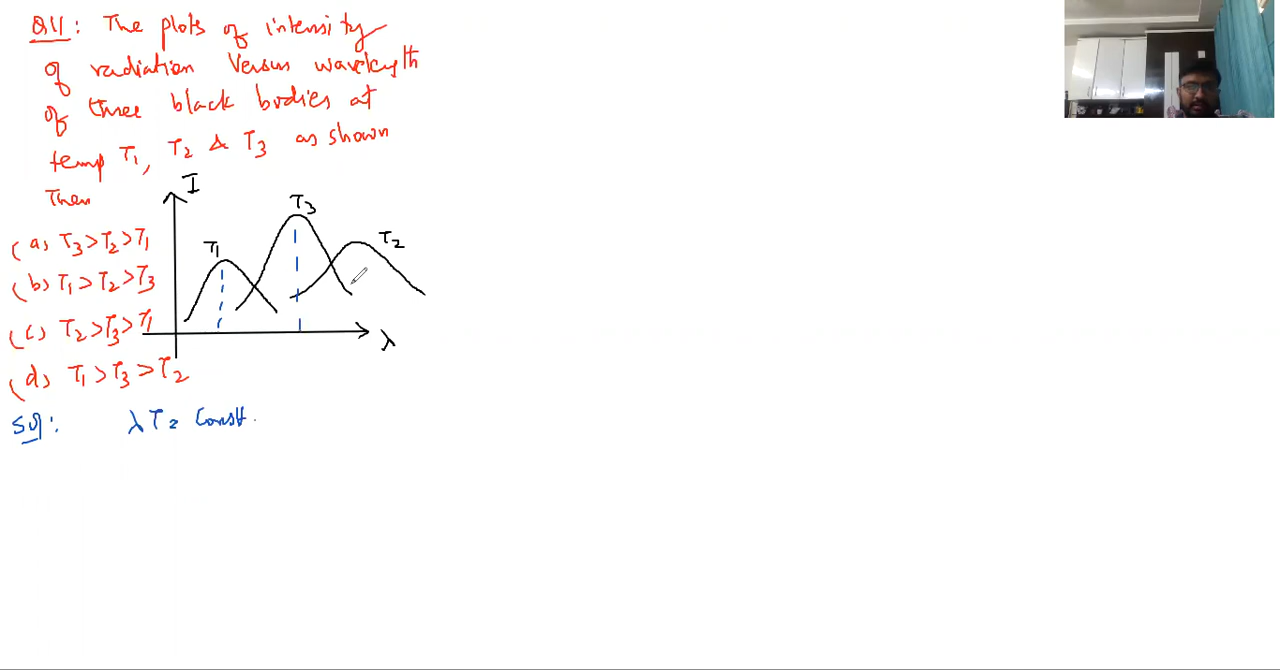 Q11: The plots of intensity
of radiation versus wavelength
of three black bodies at
temp T₁, T₂ & T₃ as shown
Then
I
T₃
T₂
T₁
(a) T₃ > T₂ > T₁
(b) T₁ > T₂ > T₃
(c) T₂ > T₃ > T₁
λ
(d) T₁ > T₃ > T₂
Sol: λT = Const.